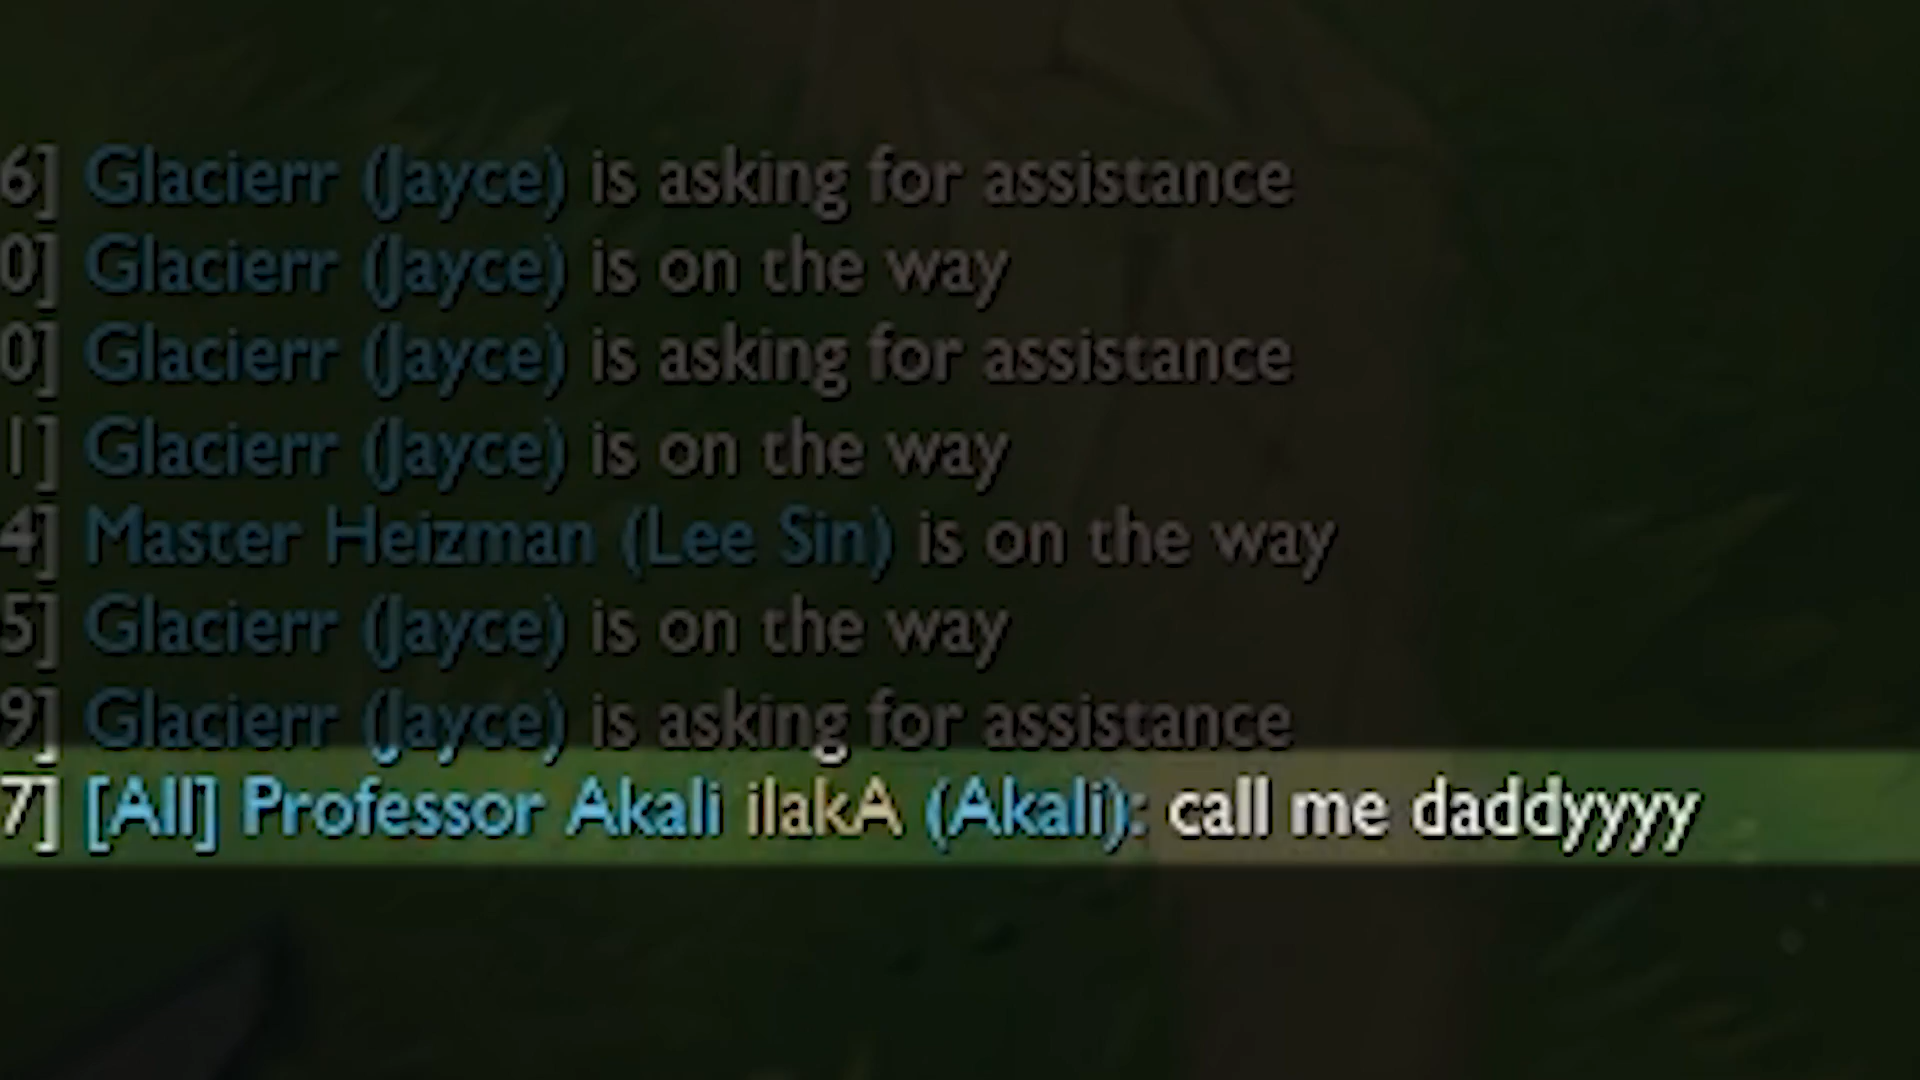 6] Glacierr (Jayce) is asking for assistance
0] Glacierr (Jayce) is on the way
0] Glacierr (Jayce) is asking for assistance
1] Glacierr (Jayce) is on the way
4] Master Heizman (Lee Sin) is on the way
5] Glacierr (Jayce) is on the way
9] Glacierr (Jayce) is asking for assistance
7] [All] Professor Akali ilakA (Akali): call me daddyyyy